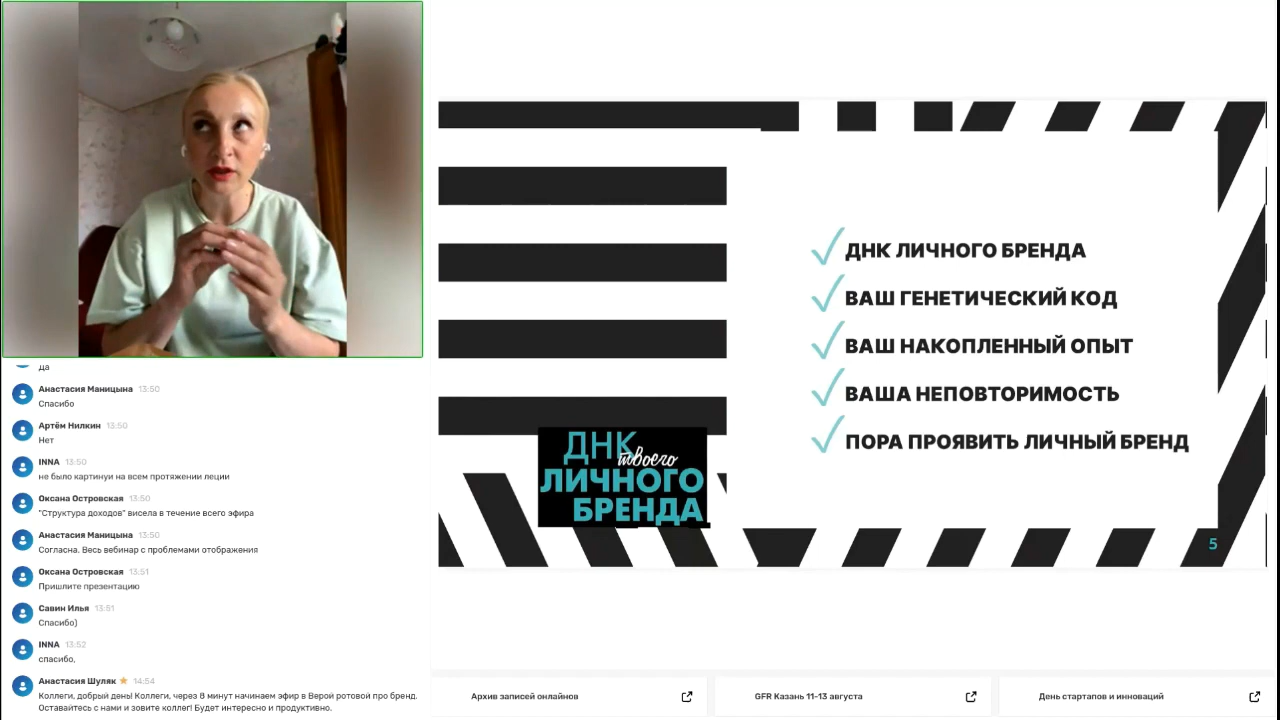 Да
Анастасия Маницына 13:50
Спасибо
Артём Нилкин 13:50
Нет
INNA 13:50
не было картинуи на всем протяжении леции
Оксана Островская 13:50
"Структура доходов" висела в течение всего эфира
Анастасия Маницына 13:50
Согласна. Весь вебинар с проблемами отображения
Оксана Островская 13:51
Пришлите презентацию
Савин Илья 13:51
Спасибо)
INNA 13:52
спасибо,
Анастасия Шуляк 14:54
Коллеги, добрый день! Коллеги, через 8 минут начинаем эфир в Верой ротовой про бренд.
Оставайтесь с нами и зовите коллег! Будет интересно и продуктивно.
ДНК ЛИЧНОГО БРЕНДА
ВАШ ГЕНЕТИЧЕСКИЙ КОД
ВАШ НАКОПЛЕННЫЙ ОПЫТ
ВАША НЕПОВТОРИМОСТЬ
ПОРА ПРОЯВИТЬ ЛИЧНЫЙ БРЕНД
ДНК
твоего
ЛИЧНОГО
БРЕНДА
5
Архив записей онлайнов
GFR Казань 11-13 августа
День стартапов и инноваций